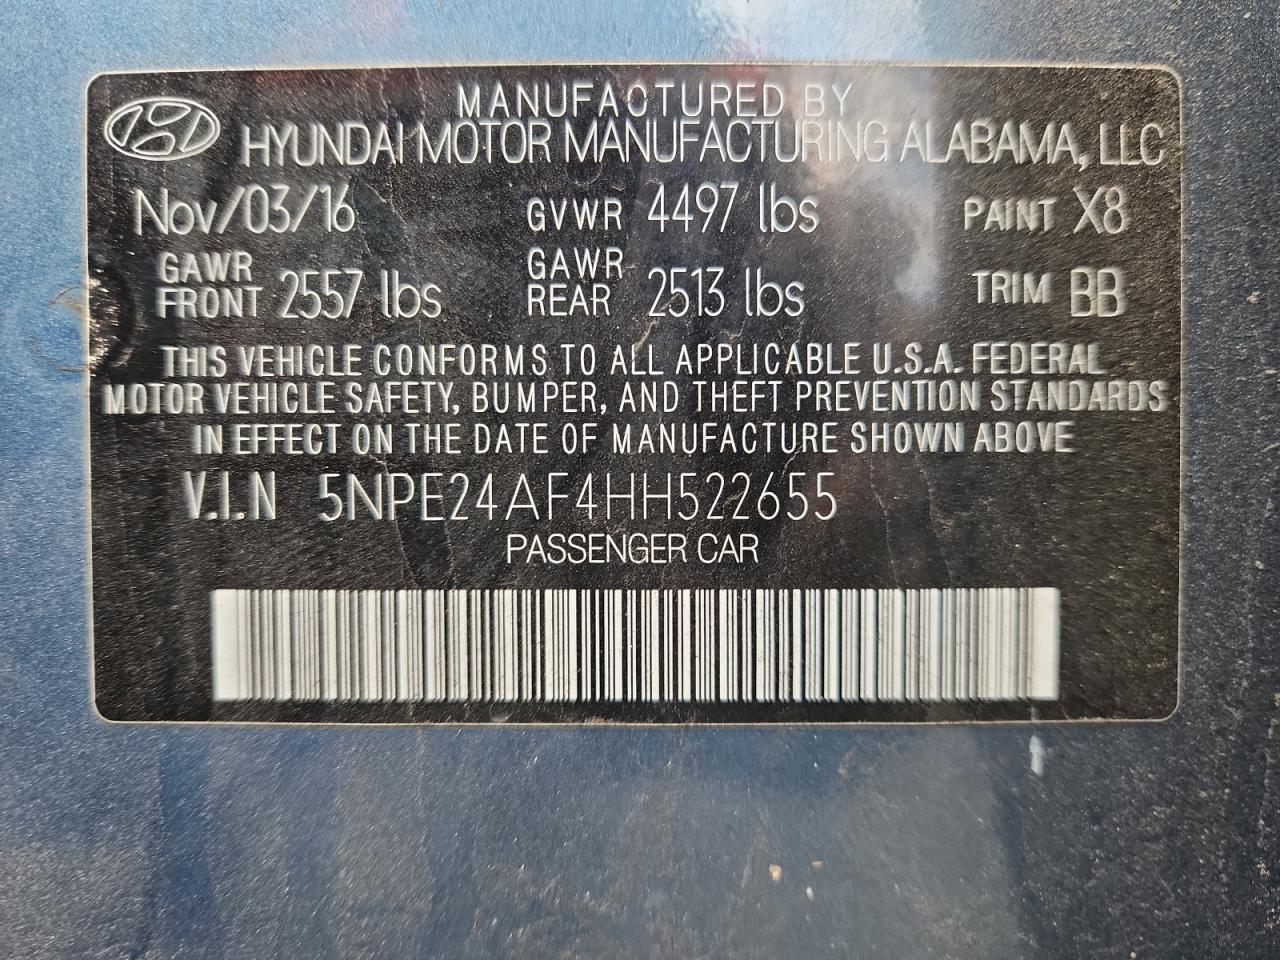 MANUFACTURED BY
HYUNDAI MOTOR MANUFACTURING ALABAMA, LLC
Nov/03/16 GVWR 4497 lbs PAINT X8
GAWR FRONT 2557 lbs GAWR REAR 2513 lbs TRIM BB
THIS VEHICLE CONFORMS TO ALL APPLICABLE U.S.A. FEDERAL
MOTOR VEHICLE SAFETY, BUMPER, AND THEFT PREVENTION STANDARDS
IN EFFECT ON THE DATE OF MANUFACTURE SHOWN ABOVE
V.I.N 5NPE24AF4HH522655
PASSENGER CAR